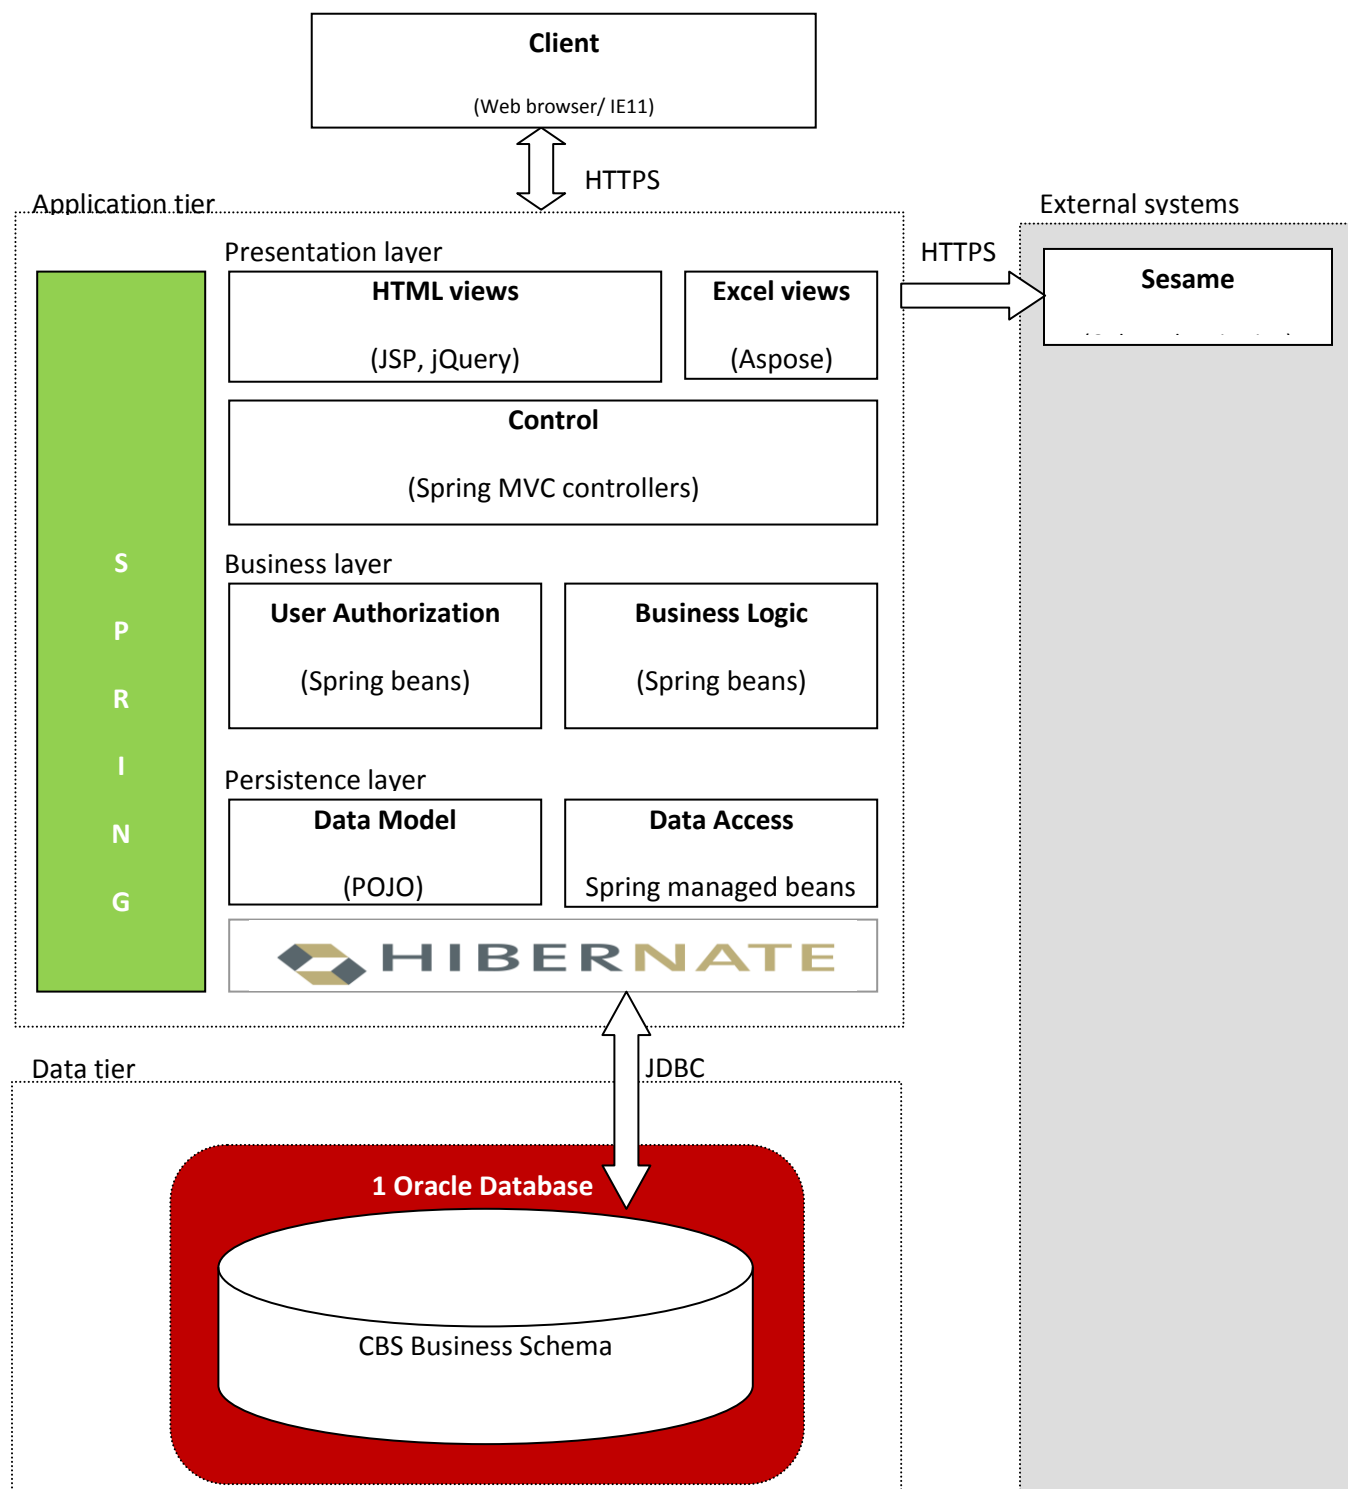 Client
(Web browser/ IE11)
HTTPS
Application tier
External systems
Presentation layer
HTTPS
HTML views
(JSP, jQuery)
Excel views
(Aspose)
Sesame
Control
(Spring MVC controllers)
S
P
R
I
N
G
Business layer
User Authorization
(Spring beans)
Business Logic
(Spring beans)
Persistence layer
Data Model
(POJO)
Data Access
Spring managed beans
HIBERNATE
JDBC
Data tier
1 Oracle Database
CBS Business Schema